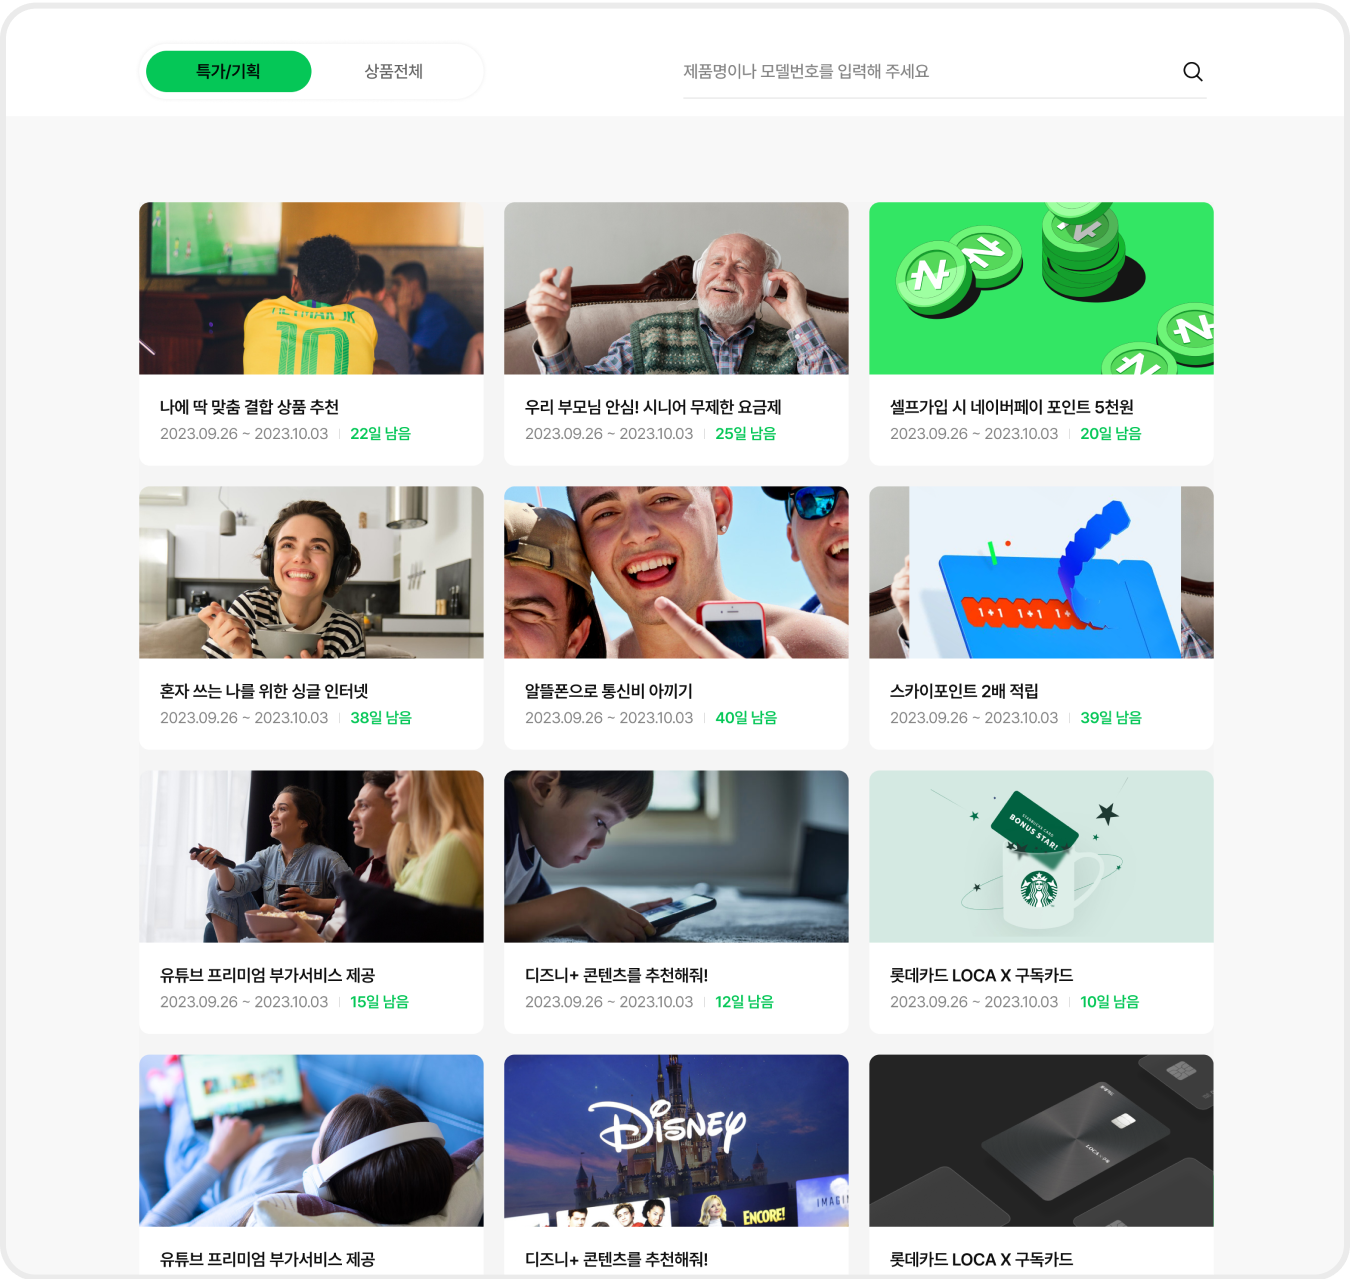 특가/기획
상품전체
제품명이나 모델번호를 입력해 주세요
NEYMAR JR
10
나에 딱 맞춤 결합 상품 추천
2023.09.26 ~ 2023.10.03 22일 남음
우리 부모님 안심! 시니어 무제한 요금제
2023.09.26 ~ 2023.10.03 25일 남음
셀프가입 시 네이버페이 포인트 5천원
2023.09.26 ~ 2023.10.03 20일 남음
1+1 1+1 1+
혼자 쓰는 나를 위한 싱글 인터넷
2023.09.26 ~ 2023.10.03 38일 남음
알뜰폰으로 통신비 아끼기
2023.09.26 ~ 2023.10.03 40일 남음
스카이포인트 2배 적립
2023.09.26 ~ 2023.10.03 39일 남음
STARBUCKS CARD
BONUS STAR!
유튜브 프리미엄 부가서비스 제공
2023.09.26 ~ 2023.10.03 15일 남음
디즈니+ 콘텐츠를 추천해줘!
2023.09.26 ~ 2023.10.03 12일 남음
롯데카드 LOCA X 구독카드
2023.09.26 ~ 2023.10.03 10일 남음
Disney
ENCORE!
IMAGIN
유튜브 프리미엄 부가서비스 제공
디즈니+ 콘텐츠를 추천해줘!
롯데카드 LOCA X 구독카드